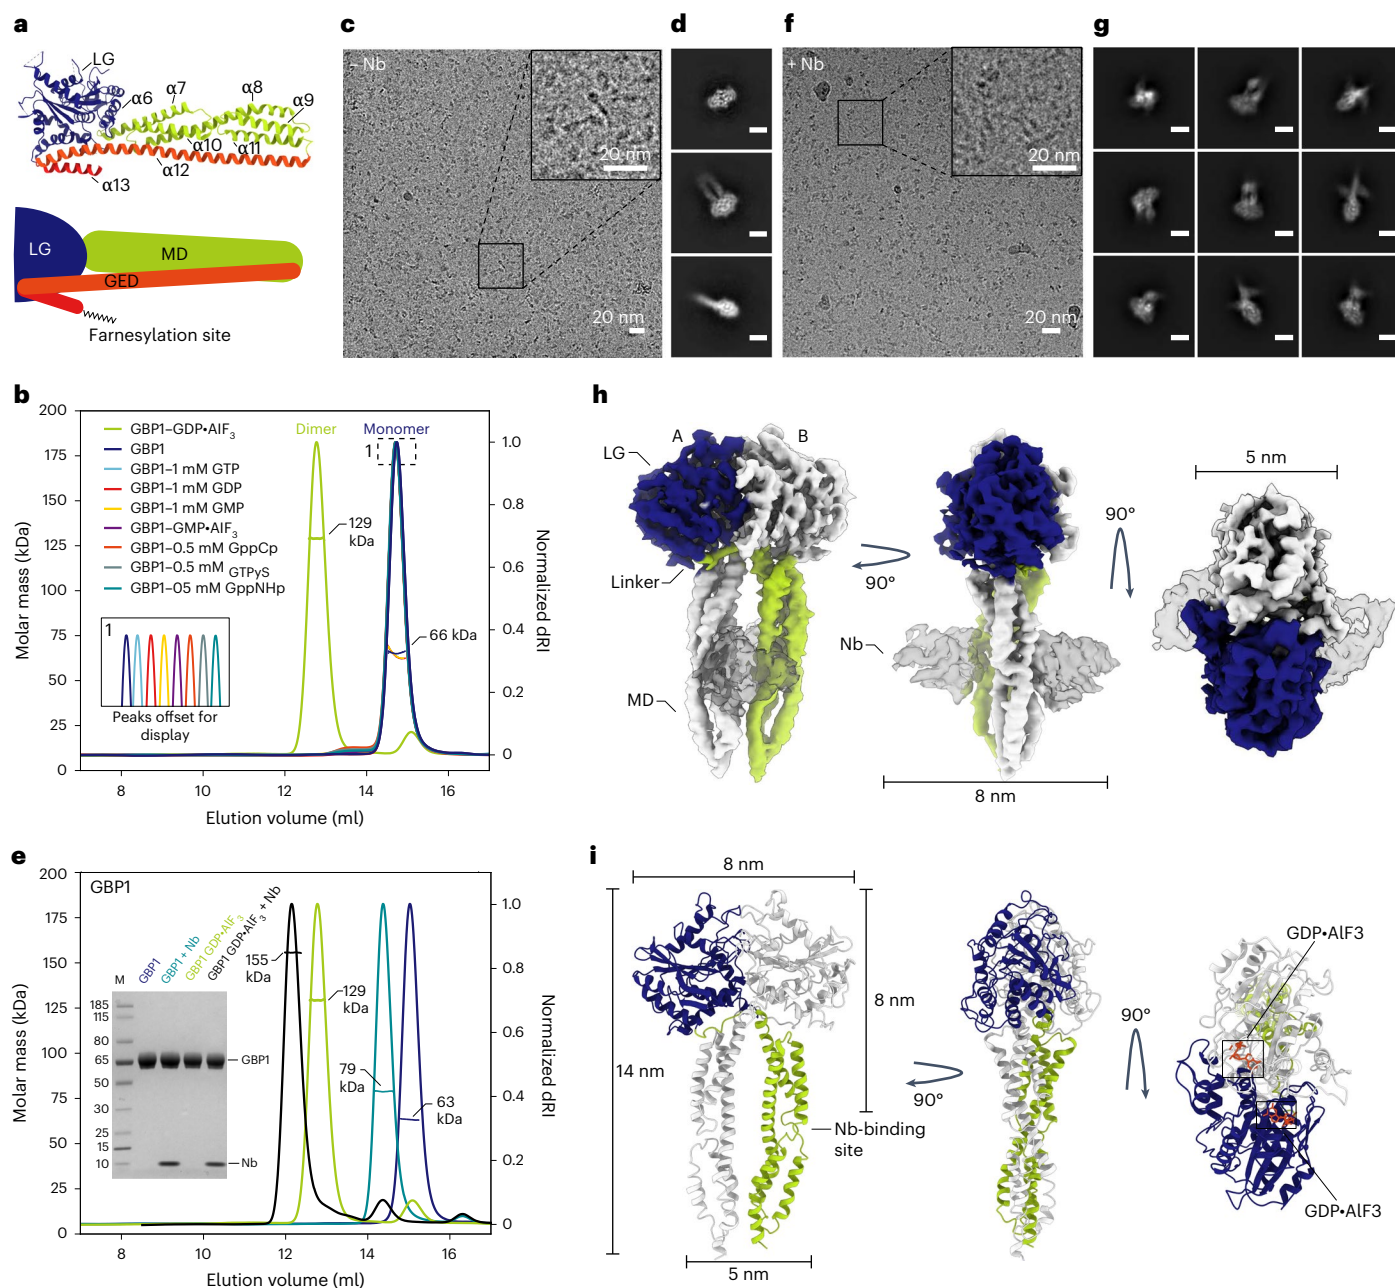 a
LG
α6
α7
α8
α9
α10
α11
α12
α13
LG
MD
GED
Farnesylation site
c
– Nb
20 nm
20 nm
d
f
+ Nb
20 nm
20 nm
g
b
Molar mass (kDa)
200
175
150
125
100
75
50
25
0
GBP1–GDP•AlF3
GBP1
GBP1–1 mM GTP
GBP1–1 mM GDP
GBP1–1 mM GMP
GBP1–GMP•AlF3
GBP1–0.5 mM GppCp
GBP1–0.5 mM GTPyS
GBP1–05 mM GppNHp
1
Peaks offset for
display
Dimer
Monomer
1
129
kDa
66 kDa
1.0
0.8
0.6
0.4
0.2
0
Normalized dRI
8
10
12
14
16
Elution volume (ml)
h
A
B
LG
Linker
Nb
MD
90°
90°
5 nm
8 nm
e
Molar mass (kDa)
200
175
150
125
100
75
50
25
0
GBP1
M
GBP1
GBP1 + Nb
GBP1 GDP•AlF3
GBP1 GDP•AlF3 + Nb
185
115
80
65
50
30
25
15
10
GBP1
Nb
155
kDa
129
kDa
79
kDa
63
kDa
1.0
0.8
0.6
0.4
0.2
0
Normalized dRI
8
10
12
14
16
Elution volume (ml)
i
8 nm
14 nm
8 nm
Nb-binding
site
5 nm
90°
90°
GDP•AlF3
GDP•AlF3